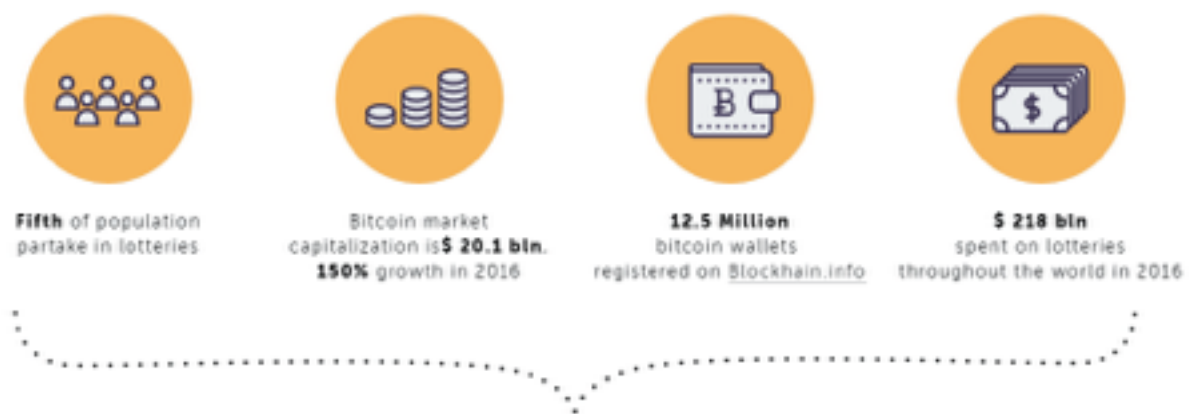 Fifth of population
partake in lotteries
Bitcoin market
capitalization is$ 20.1 bln.
150% growth in 2016
12.5 Million
bitcoin wallets
registered on Blockhain.info
$ 218 bln
spent on lotteries
throughout the world in 2016